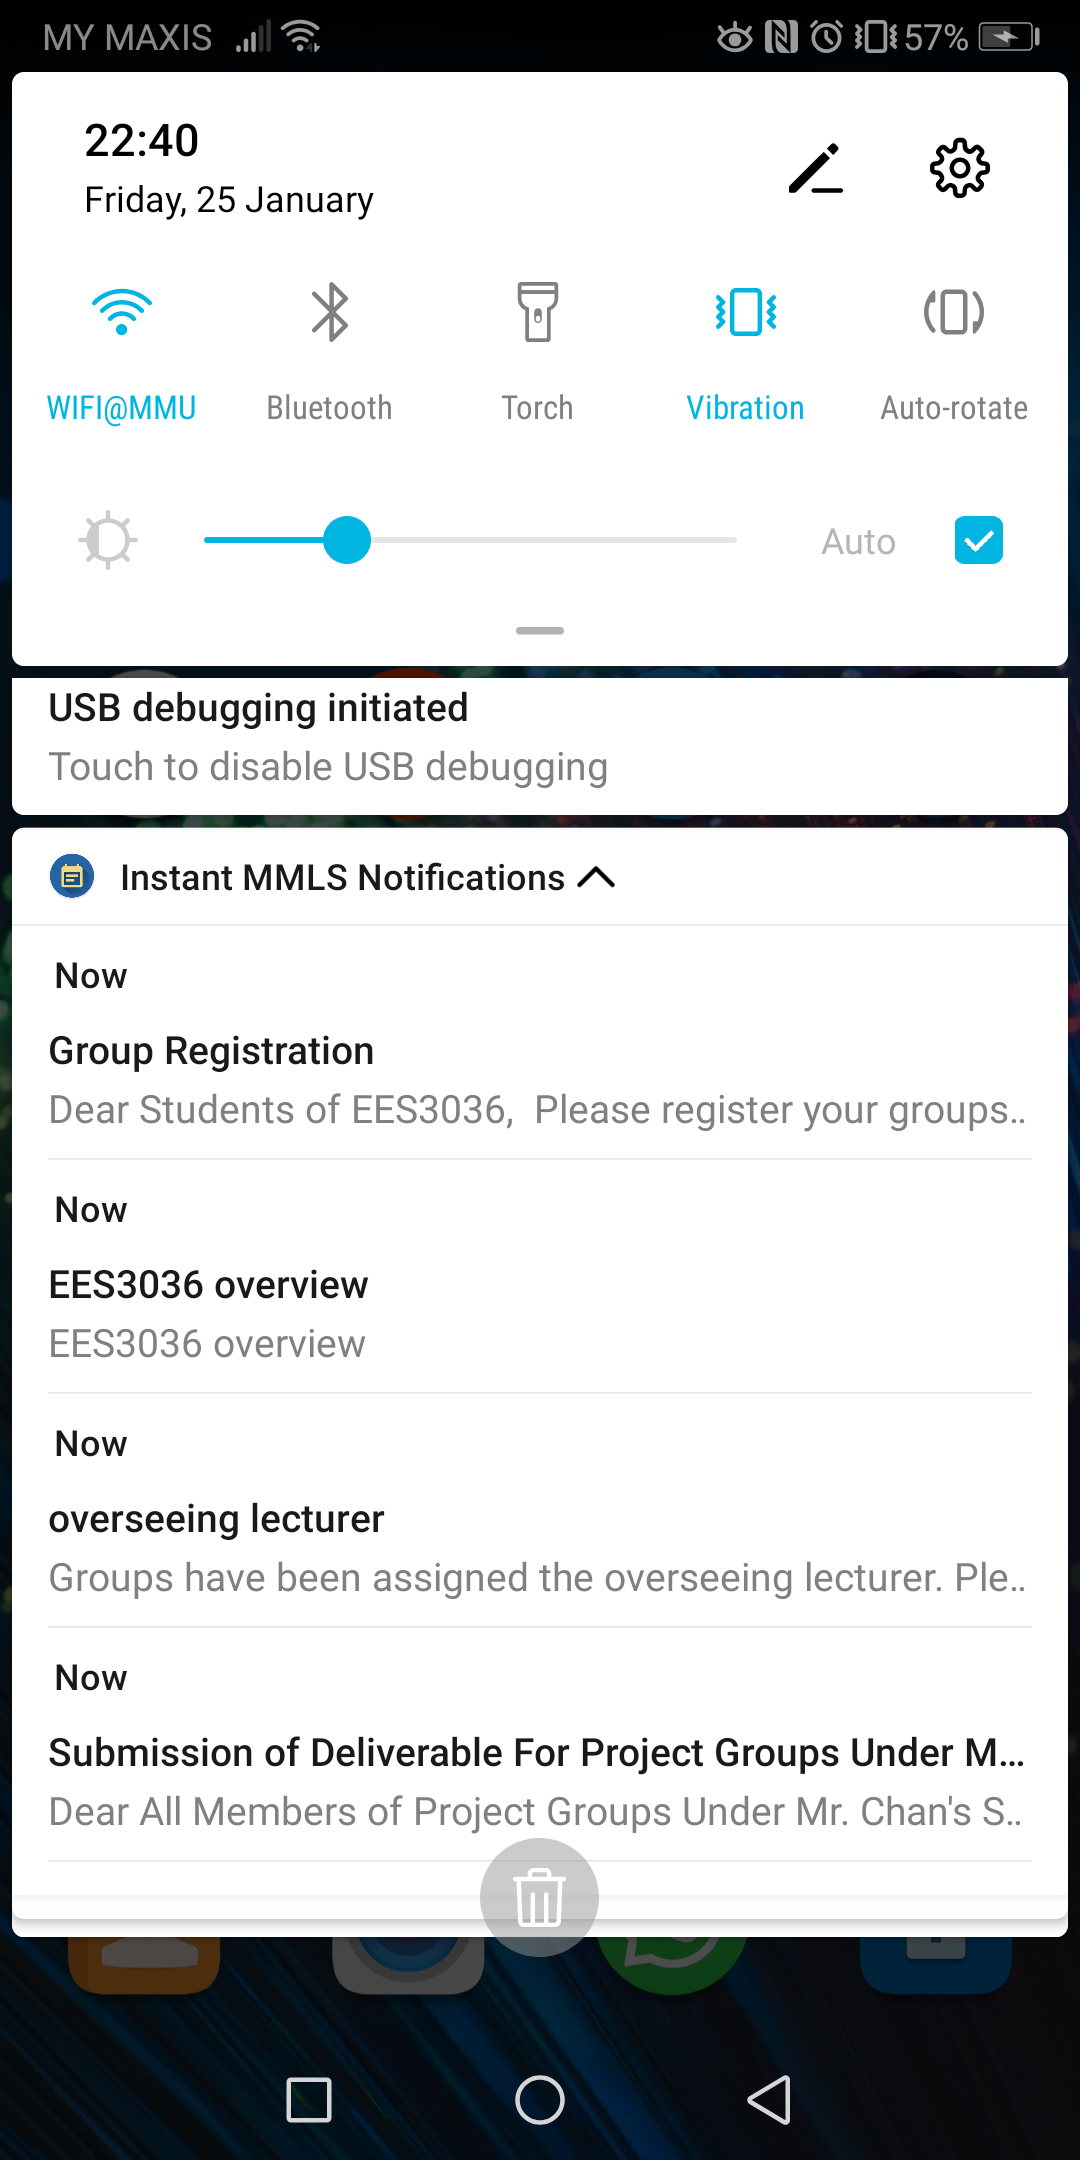 MY MAXIS 57%
22:40
Friday, 25 January
WIFI@MMU Bluetooth Torch Vibration Auto-rotate
Auto
USB debugging initiated
Touch to disable USB debugging
Instant MMLS Notifications
Now
Group Registration
Dear Students of EES3036,  Please register your groups..
Now
EES3036 overview
EES3036 overview
Now
overseeing lecturer
Groups have been assigned the overseeing lecturer. Ple..
Now
Submission of Deliverable For Project Groups Under M...
Dear All Members of Project Groups Under Mr. Chan's S..